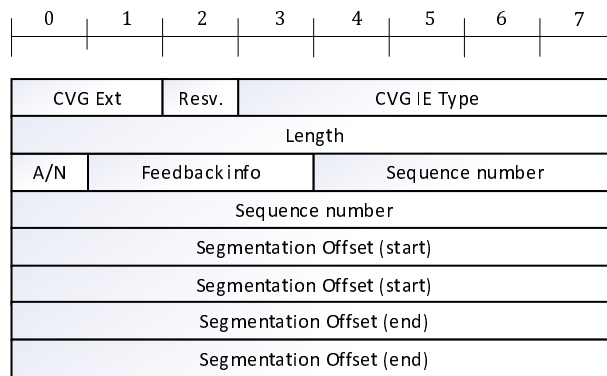 0 1 2 3 4 5 6 7
CVG Ext Resv. CVG IE Type
Length
A/N Feedback info Sequence number
Sequence number
Segmentation Offset (start)
Segmentation Offset (start)
Segmentation Offset (end)
Segmentation Offset (end)